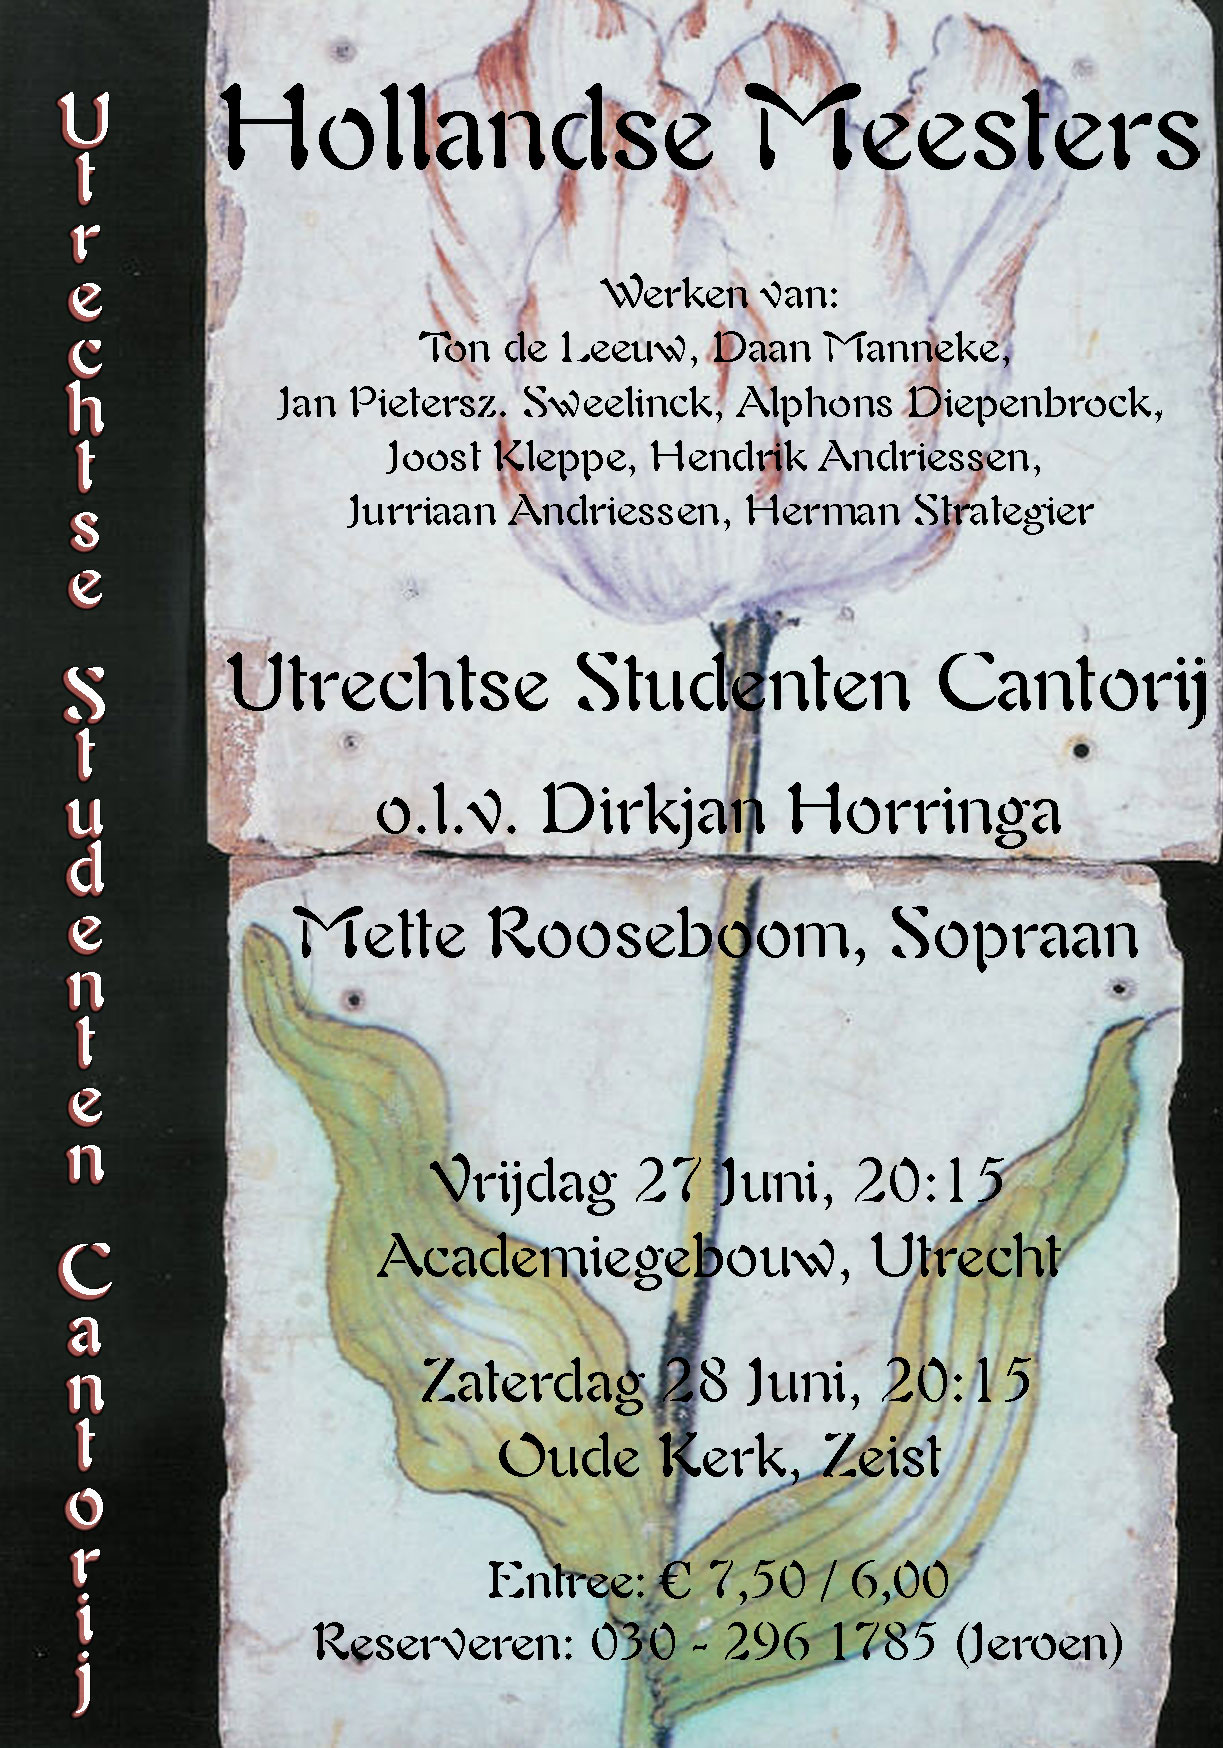 Utrechtse Studenten Cantorij
Hollandse Meesters
Werken van:
Ton de Leeuw, Daan Manneke,
Jan Pietersz. Sweelinck, Alphons Diepenbrock,
Joost Kleppe, Hendrik Andriessen,
Jurriaan Andriessen, Herman Strategier
Utrechtse Studenten Cantorij
o.l.v. Dirkjan Horringa
Mette Rooseboom, Sopraan
Vrijdag 27 Juni, 20:15
Academiegebouw, Utrecht
Zaterdag 28 Juni, 20:15
Oude Kerk, Zeist
Entree: € 7,50 / 6,00
Reserveren: 030 - 296 1785 (Jeroen)